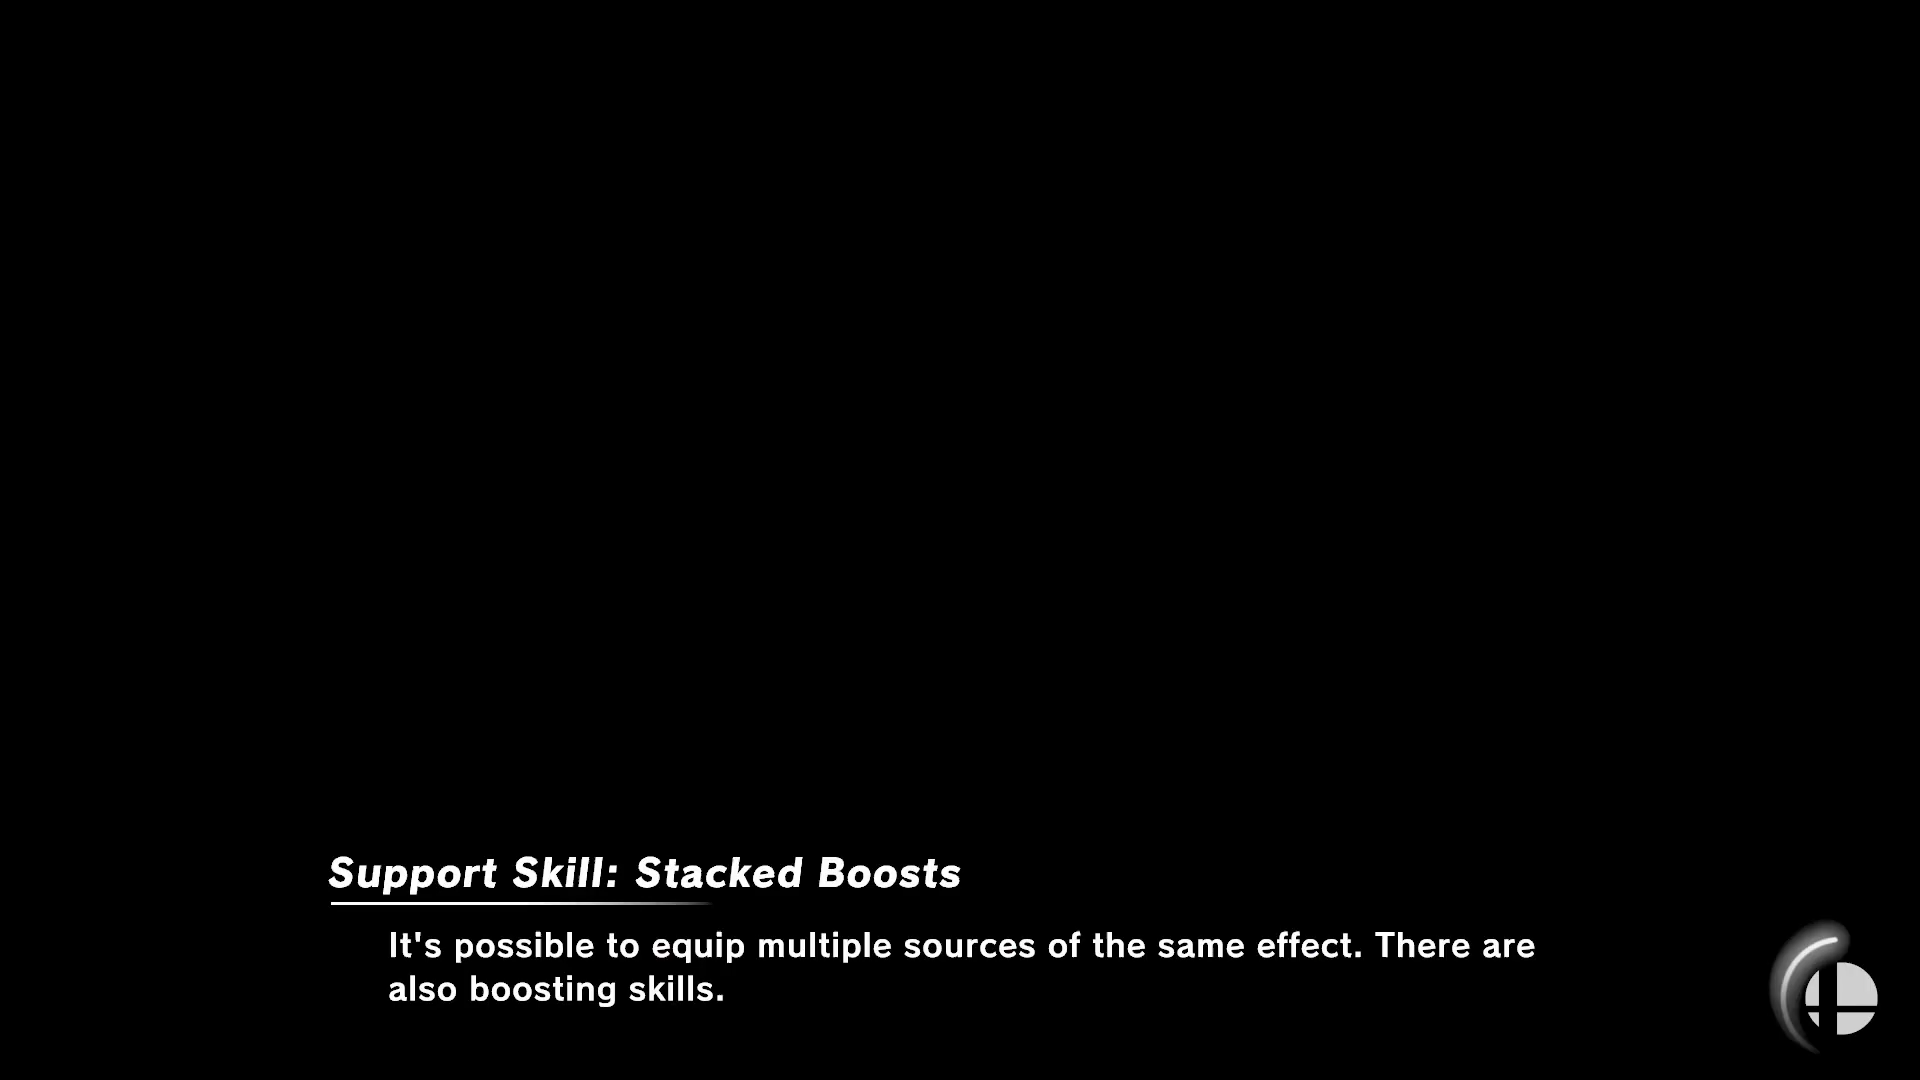 Support Skill: Stacked Boosts
It's possible to equip multiple sources of the same effect. There are
also boosting skills.